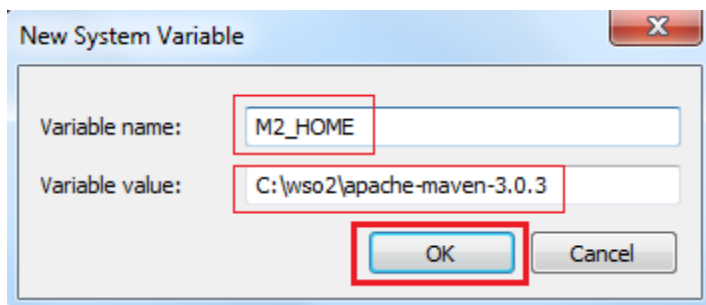 New System Variable
Variable name: M2_HOME
Variable value: C:\wso2\apache-maven-3.0.3
OK Cancel